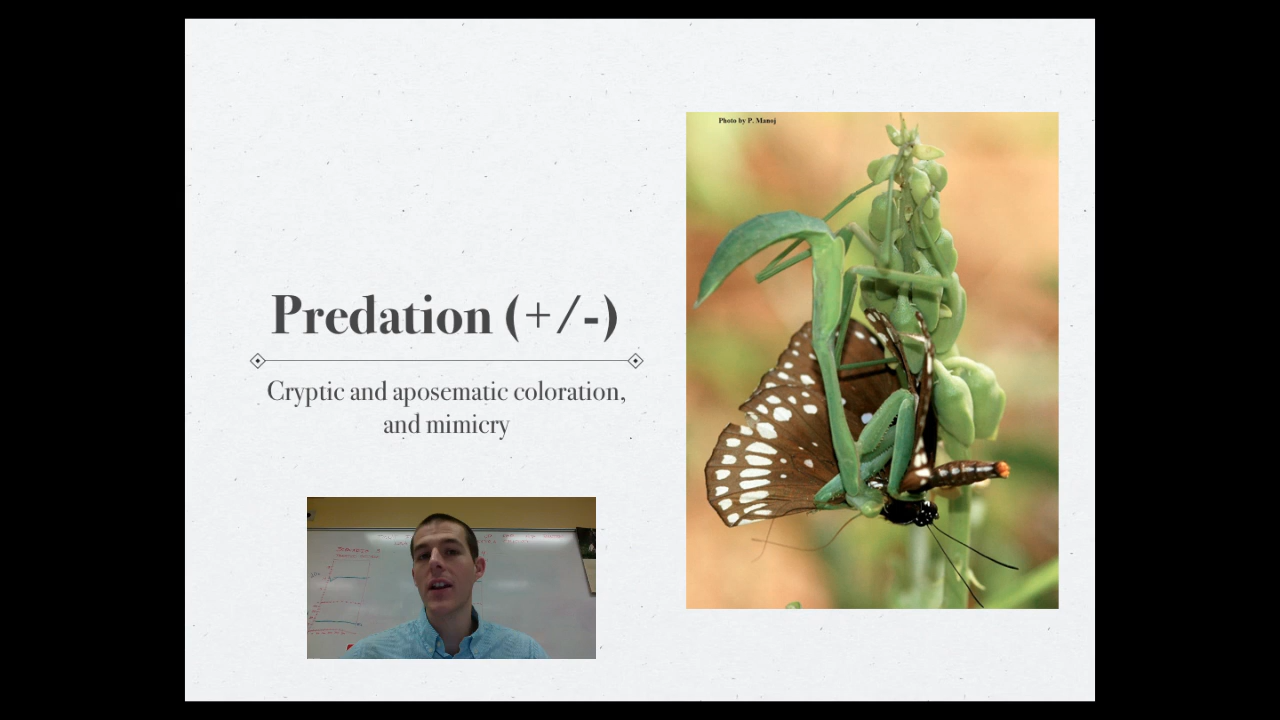 Photo by P. Manoj
Predation (+/-)
Cryptic and aposematic coloration,
and mimicry